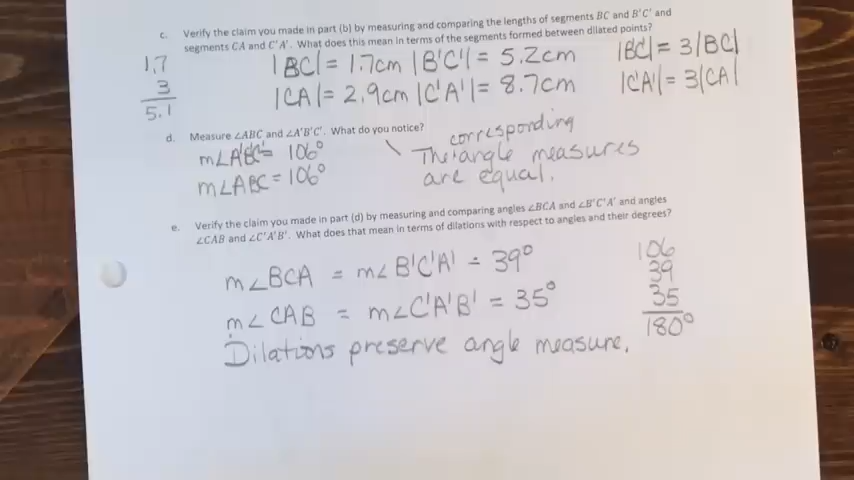 c. Verify the claim you made in part (b) by measuring and comparing the lengths of segments BC and B'C' and
segments CA and C'A'. What does this mean in terms of the segments formed between dilated points?
1.7
3
5.1
|BC| = 1.7cm |B'C'| = 5.2cm |BC| = 3|BC|
|CA| = 2.9cm |C'A'| = 8.7cm |C'A'| = 3|CA|
d. Measure ∠ABC and ∠A'B'C'. What do you notice?
m∠A'B'C' = 106°
m∠ABC = 106°
corresponding
The angle measures
are equal.
e. Verify the claim you made in part (d) by measuring and comparing angles ∠BCA and ∠B'C'A' and angles
∠CAB and ∠C'A'B'. What does that mean in terms of dilations with respect to angles and their degrees?
m∠BCA = m∠B'C'A' = 39°
m∠CAB = m∠C'A'B' = 35°
Dilations preserve angle measure.
106
39
35
180°